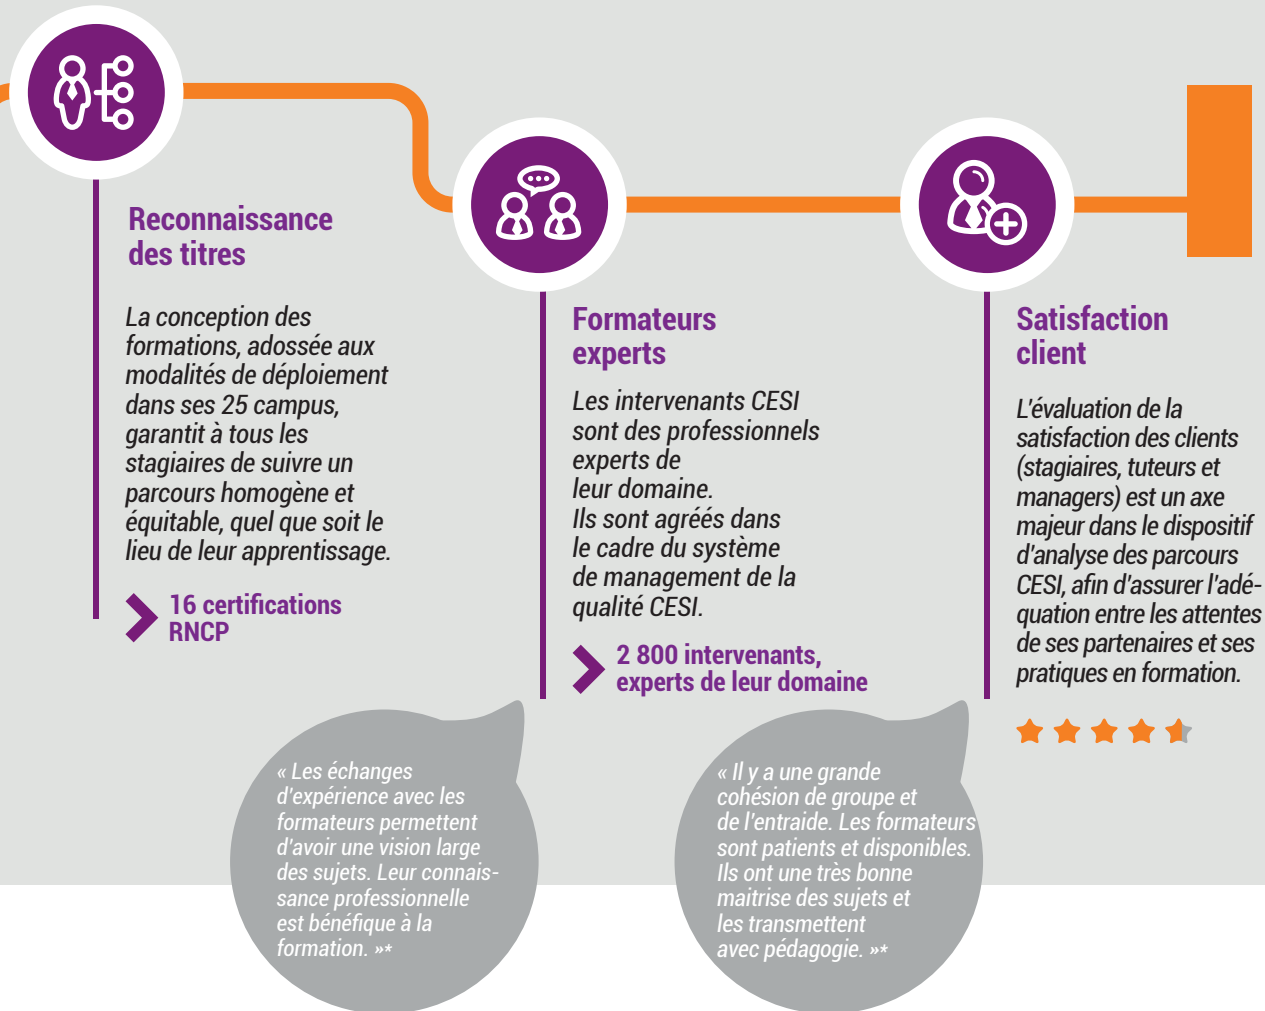 Reconnaissance
des titres
La conception des
formations, adossée aux
modalités de déploiement
dans ses 25 campus,
garantit à tous les
stagiaires de suivre un
parcours homogène et
équitable, quel que soit le
lieu de leur apprentissage.
16 certifications
RNCP
Formateurs
experts
Les intervenants CESI
sont des professionnels
experts de
leur domaine.
Ils sont agréés dans
le cadre du système
de management de la
qualité CESI.
2 800 intervenants,
experts de leur domaine
Satisfaction
client
L'évaluation de la
satisfaction des clients
(stagiaires, tuteurs et
managers) est un axe
majeur dans le dispositif
d'analyse des parcours
CESI, afin d'assurer l'adé-
quation entre les attentes
de ses partenaires et ses
pratiques en formation.
« Les échanges
d'expérience avec les
formateurs permettent
d'avoir une vision large
des sujets. Leur connais-
sance professionnelle
est bénéfique à la
formation. »*
« Il y a une grande
cohésion de groupe et
de l'entraide. Les formateurs
sont patients et disponibles.
Ils ont une très bonne
maitrise des sujets et
les transmettent
avec pédagogie. »*